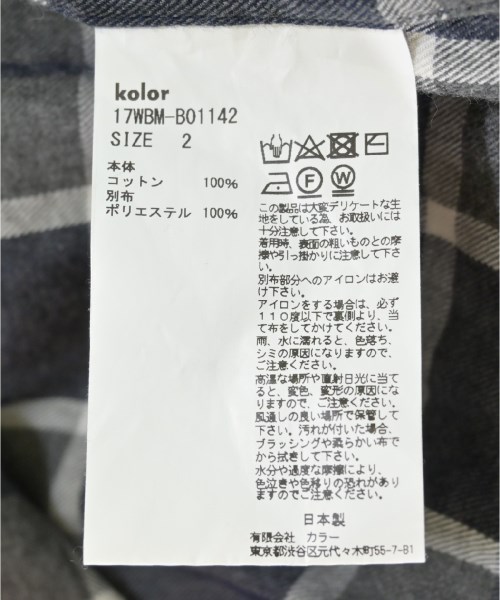 kolor
17WBM-B01142
SIZE 2
本体
コットン 100%
別布
ポリエステル 100%
F W
この製品は大変デリケートな生
地をしている為、お取扱いには
十分注意して下さい。
着用時、表面の粗いものとの摩
擦や引っ掛かりに注意して下さ
い。
別布部分へのアイロンはお避
け下さい。
アイロンをする場合は、必ず
110度以下で裏側より、当
て布をしてかけてください。
雨、水に濡れると、色落ち、
シミの原因になりますので、
ご注意ください。
高温な場所や直射日光に当て
ると、変色、変形の原因にな
りますので、ご注意ください。
風通しの良い場所で保管して
下さい。汚れが付いた場合、
ブラッシングや柔らかい布で
から拭きして下さい。
水分や過度な摩擦により、
色泣きや色移りの恐れがあり
ますのでご注意下さい。
日本製
有限会社 カラー
東京都渋谷区元代々木町55-7-B1